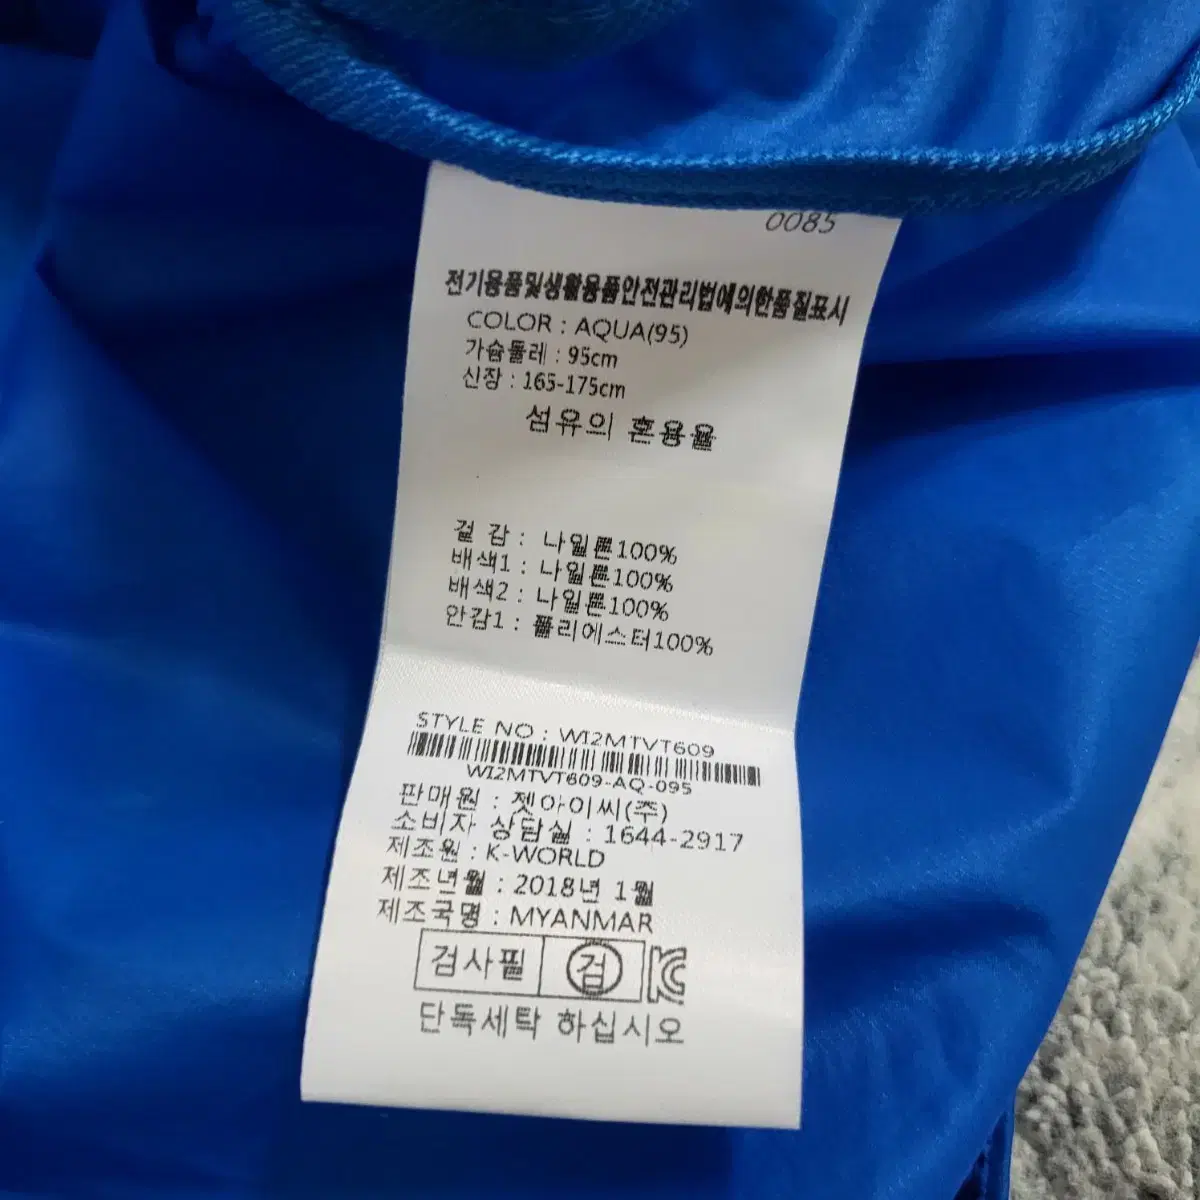 0085
전기용품및생활용품안전관리법에의한품질표시
COLOR : AQUA(95)
가슴둘레 : 95cm
신장 : 165-175cm
섬유의 혼용율
겉 감 : 나일론100%
배색1 : 나일론100%
배색2 : 나일론100%
안감1 : 폴리에스터100%
STYLE NO : WI2MTVT609
WI2MTVT609-AQ-095
판매원 : 젯아이씨(주)
소비자 상담실 : 1644-2917
제조원 : K-WORLD
제조년월 : 2018년 1월
제조국명 : MYANMAR
검사필 검 KC
단독세탁 하십시오